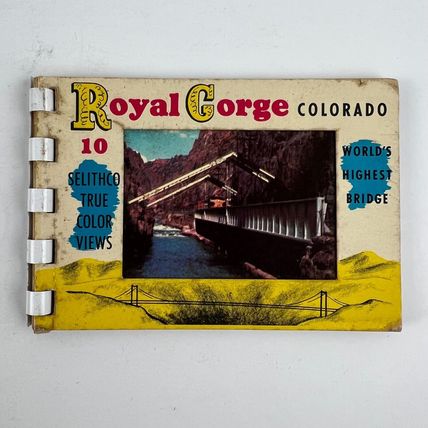 Royal Gorge COLORADO
10
SELITHCO
TRUE
COLOR
VIEWS
WORLD'S
HIGHEST
BRIDGE